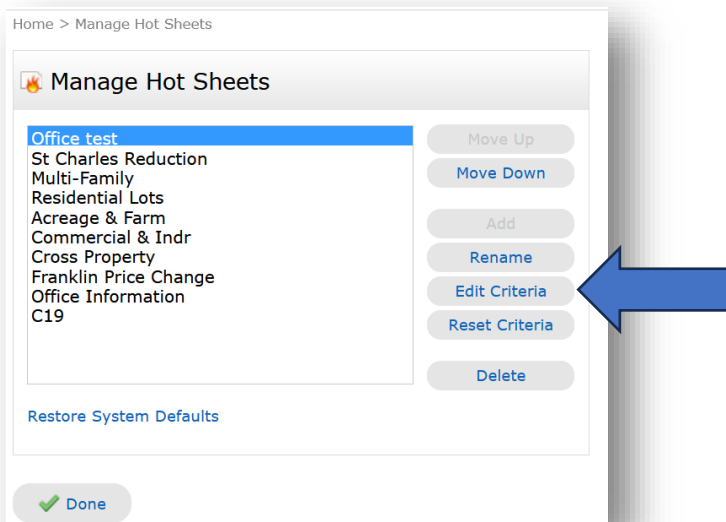 Home > Manage Hot Sheets
Manage Hot Sheets
Office test
St Charles Reduction
Multi-Family
Residential Lots
Acreage & Farm
Commercial & Indr
Cross Property
Franklin Price Change
Office Information
C19
Move Up
Move Down
Add
Rename
Edit Criteria
Reset Criteria
Delete
Restore System Defaults
Done